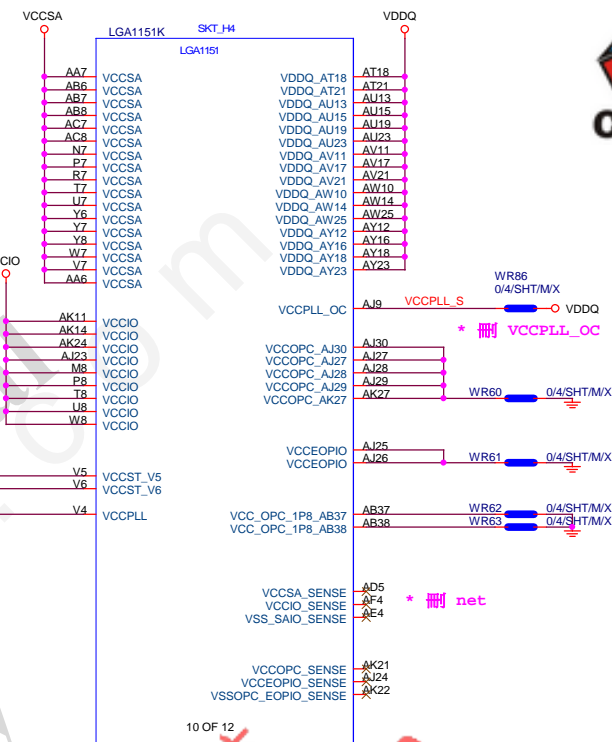 VCCSA VDDQ
LGA1151K SKT_H4
LGA1151
AA7 VCCSA VDDQ_AT18 AT18
AB6 VCCSA VDDQ_AT21 AT21
AB7 VCCSA VDDQ_AU13 AU13
AB8 VCCSA VDDQ_AU15 AU15
AC7 VCCSA VDDQ_AU19 AU19
AC8 VCCSA VDDQ_AU23 AU23
N7 VCCSA VDDQ_AV11 AV11
P7 VCCSA VDDQ_AV17 AV17
R7 VCCSA VDDQ_AV21 AV21
T7 VCCSA VDDQ_AW10 AW10
U7 VCCSA VDDQ_AW14 AW14
Y6 VCCSA VDDQ_AW25 AW25
Y7 VCCSA VDDQ_AY12 AY12
Y8 VCCSA VDDQ_AY16 AY16
W7 VCCSA VDDQ_AY18 AY18
V7 VCCSA VDDQ_AY23 AY23
AA6 VCCSA
CIO
WR86
0/4/SHT/M/X
VCCPLL_OC AJ9 VCCPLL_S VDDQ
* 刪 VCCPLL_OC
AK11 VCCIO
AK14 VCCIO
AK24 VCCIO
AJ23 VCCIO
M8 VCCIO
P8 VCCIO
T8 VCCIO
U8 VCCIO
W8 VCCIO
VCCOPC_AJ30 AJ30
VCCOPC_AJ27 AJ27
VCCOPC_AJ28 AJ28
VCCOPC_AJ29 AJ29
VCCOPC_AK27 AK27 WR60 0/4/SHT/M/X
VCCEOPIO AJ25
VCCEOPIO AJ26 WR61 0/4/SHT/M/X
V5 VCCST_V5
V6 VCCST_V6
V4 VCCPLL
VCC_OPC_1P8_AB37 AB37 WR62 0/4/SHT/M/X
VCC_OPC_1P8_AB38 AB38 WR63 0/4/SHT/M/X
VCCSA_SENSE AD5
VCCIO_SENSE AF4
VSS_SAIO_SENSE AE4
* 刪 net
VCCOPC_SENSE AK21
VCCEOPIO_SENSE AJ24
VSSOPC_EOPIO_SENSE AK22
10 OF 12